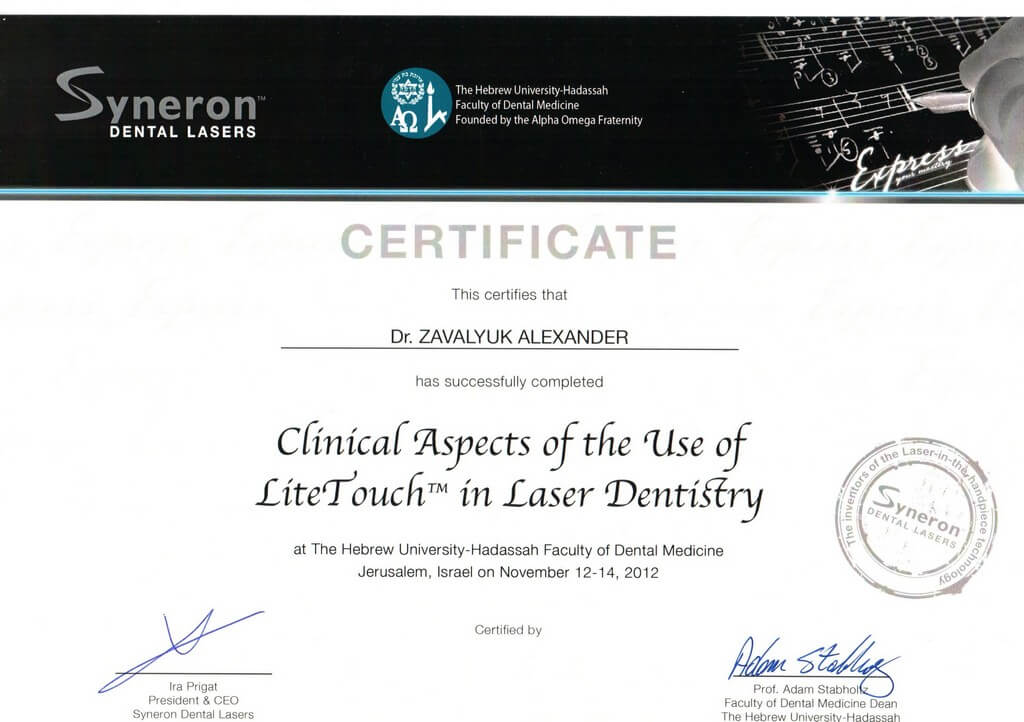 Syneron™
DENTAL LASERS
The Hebrew University-Hadassah
Faculty of Dental Medicine
Founded by the Alpha Omega Fraternity
ΑΩ
Express
your mastery
CERTIFICATE
This certifies that
Dr. ZAVALYUK ALEXANDER
has successfully completed
Clinical Aspects of the Use of
LiteTouch™ in Laser Dentistry
at The Hebrew University-Hadassah Faculty of Dental Medicine
Jerusalem, Israel on November 12-14, 2012
The inventors of the Laser-in-the-handpiece technology
Syneron
DENTAL LASERS
Certified by
Ira Prigat
President & CEO
Syneron Dental Lasers
Adam Stabholz
Prof. Adam Stabholtz
Faculty of Dental Medicine Dean
The Hebrew University-Hadassah